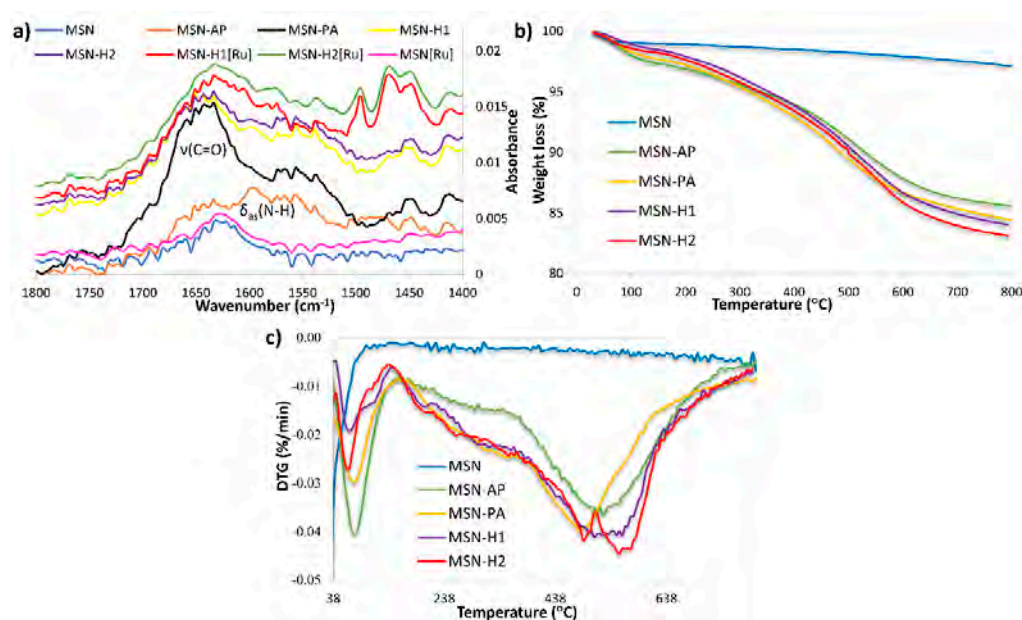 a)
MSN MSN-AP MSN-PA MSN-H1
MSN-H2 MSN-H1[Ru] MSN-H2[Ru] MSN[Ru]
0.02
0.015
0.01
0.005
0
Absorbance
ν(C=O)
δas(N-H)
1800 1750 1700 1650 1600 1550 1500 1450 1400
Wavenumber (cm-1)
b)
100
95
90
85
80
Weight loss (%)
MSN
MSN-AP
MSN-PA
MSN-H1
MSN-H2
0 100 200 300 400 500 600 700 800
Temperature (°C)
c)
0.00
-0.01
-0.02
-0.03
-0.04
-0.05
DTG (%/min)
MSN
MSN-AP
MSN-PA
MSN-H1
MSN-H2
38 238 438 638
Temperature (°C)